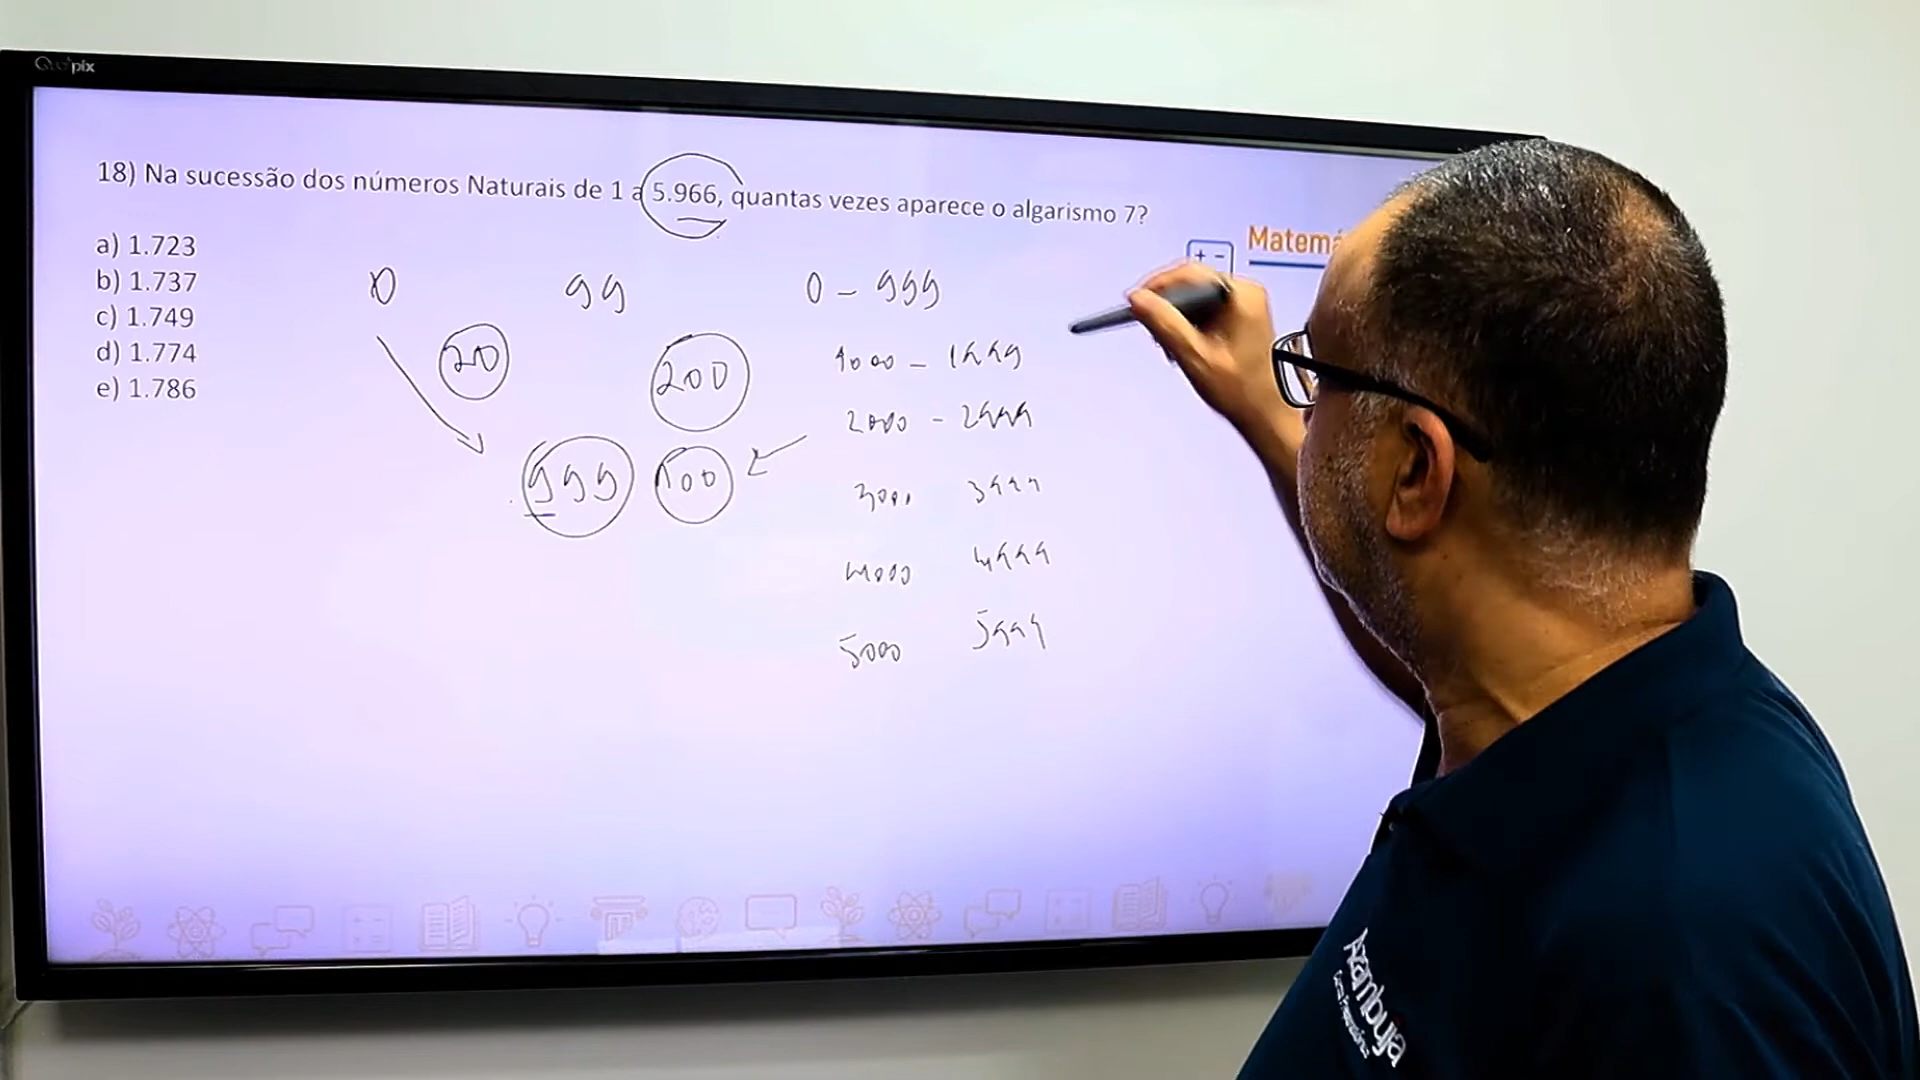 18) Na sucessão dos números Naturais de 1 a 5.966, quantas vezes aparece o algarismo 7?
a) 1.723
b) 1.737
c) 1.749
d) 1.774
e) 1.786
0 99 0 - 999
20 200
1000 - 1999
2000 - 2999
999 100
3000 3999
4000 4999
5000 5999
Matemá
+ -
Azambuja